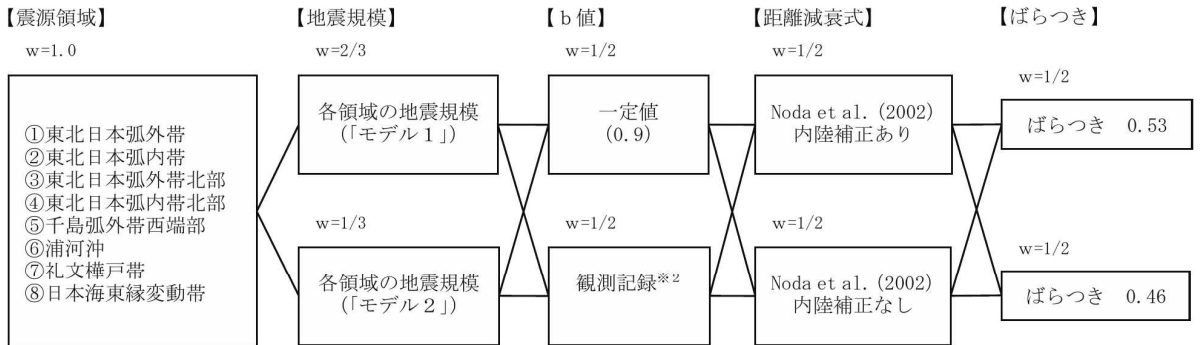 【震源領域】
w=1.0
①東北日本弧外帯
②東北日本弧内帯
③東北日本弧外帯北部
④東北日本弧内帯北部
⑤千島弧外帯西端部
⑥浦河沖
⑦礼文樺戸帯
⑧日本海東縁変動帯
【地震規模】
w=2/3
各領域の地震規模
(「モデル1」)
w=1/3
各領域の地震規模
(「モデル2」)
【b値】
w=1/2
一定値
(0.9)
w=1/2
観測記録※2
【距離減衰式】
w=1/2
Noda et al. (2002)
内陸補正あり
w=1/2
Noda et al. (2002)
内陸補正なし
【ばらつき】
w=1/2
ばらつき 0.53
w=1/2
ばらつき 0.46